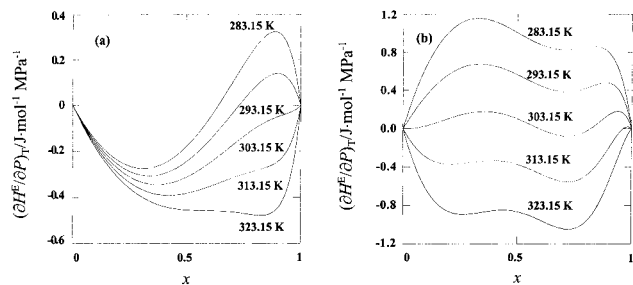 (a)
283.15 K
293.15 K
303.15 K
313.15 K
323.15 K
0.4
0.2
0
-0.2
-0.4
-0.6
0
0.5
1
x
(∂Hᴱ/∂P)T/J·mol⁻¹ MPa⁻¹
(b)
283.15 K
293.15 K
303.15 K
313.15 K
323.15 K
1.2
0.8
0.4
0.0
-0.4
-0.8
-1.2
0
0.5
1
x
(∂Hᴱ/∂P)T/J·mol⁻¹ MPa⁻¹